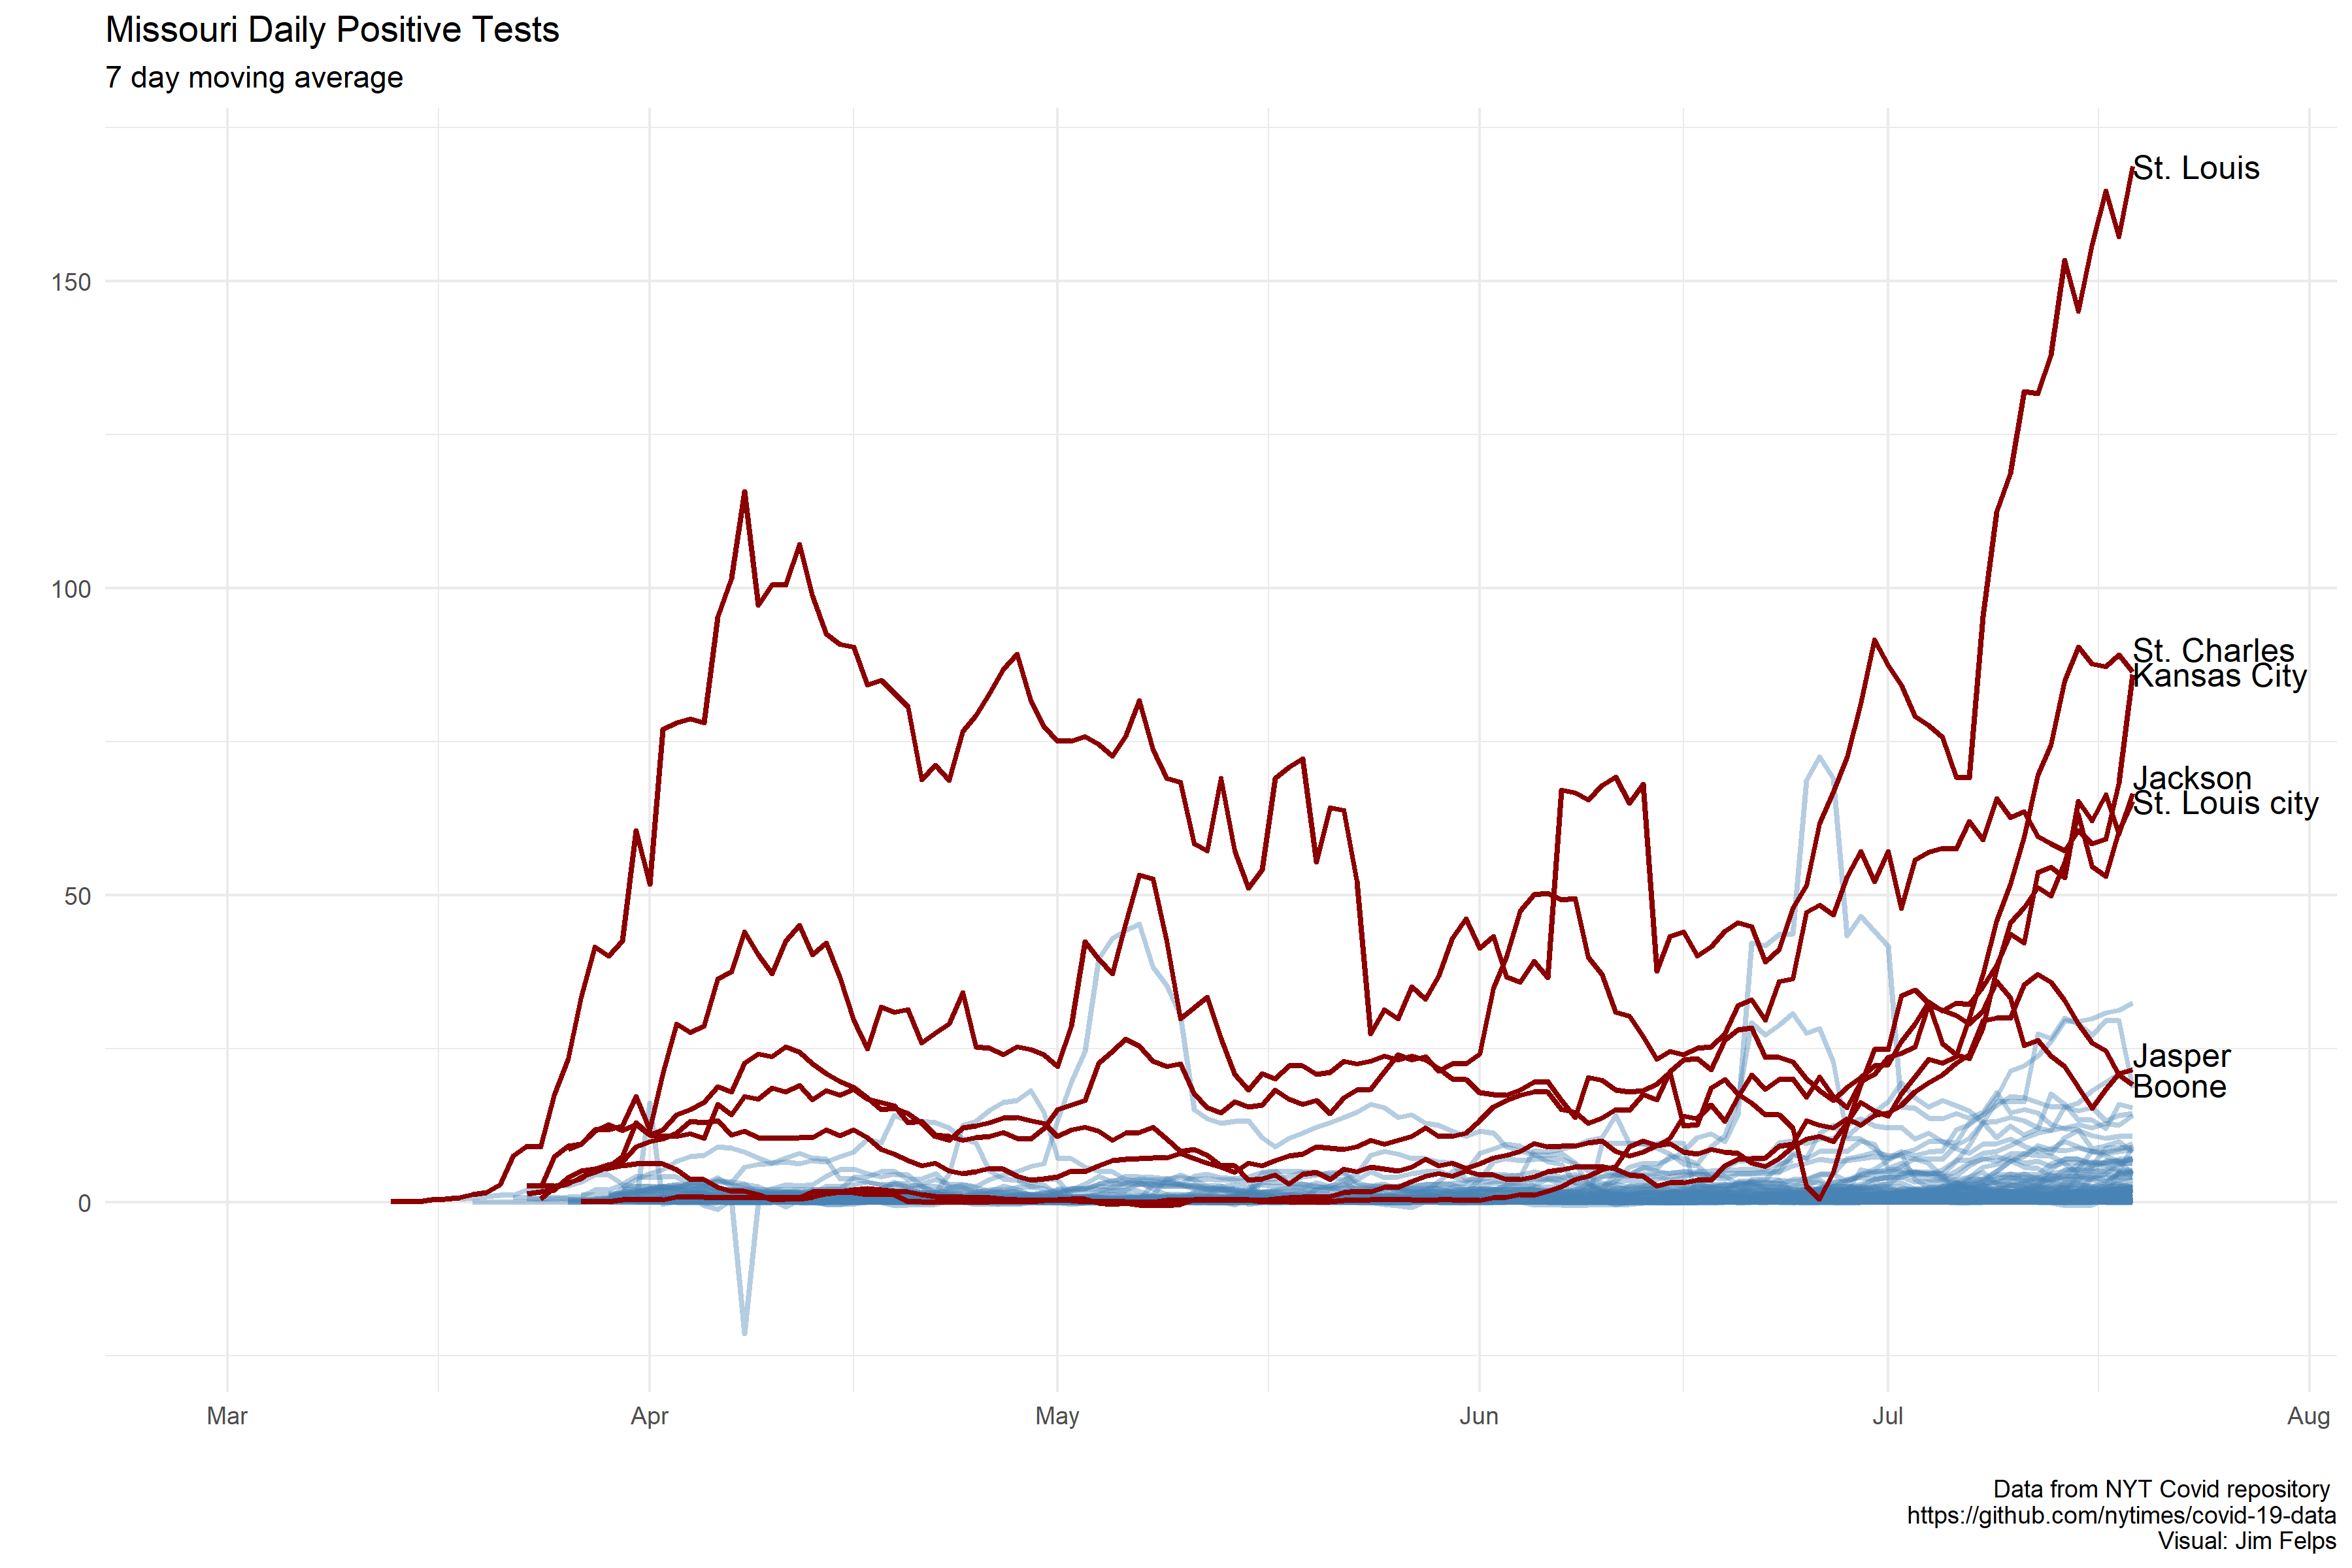 Missouri Daily Positive Tests
7 day moving average
St. Louis
150
100
St. Charles
Kansas City
Jackson
St. Louis city
50
Jasper
Boone
0
Mar Apr May Jun Jul Aug
Data from NYT Covid repository
https://github.com/nytimes/covid-19-data
Visual: Jim Felps